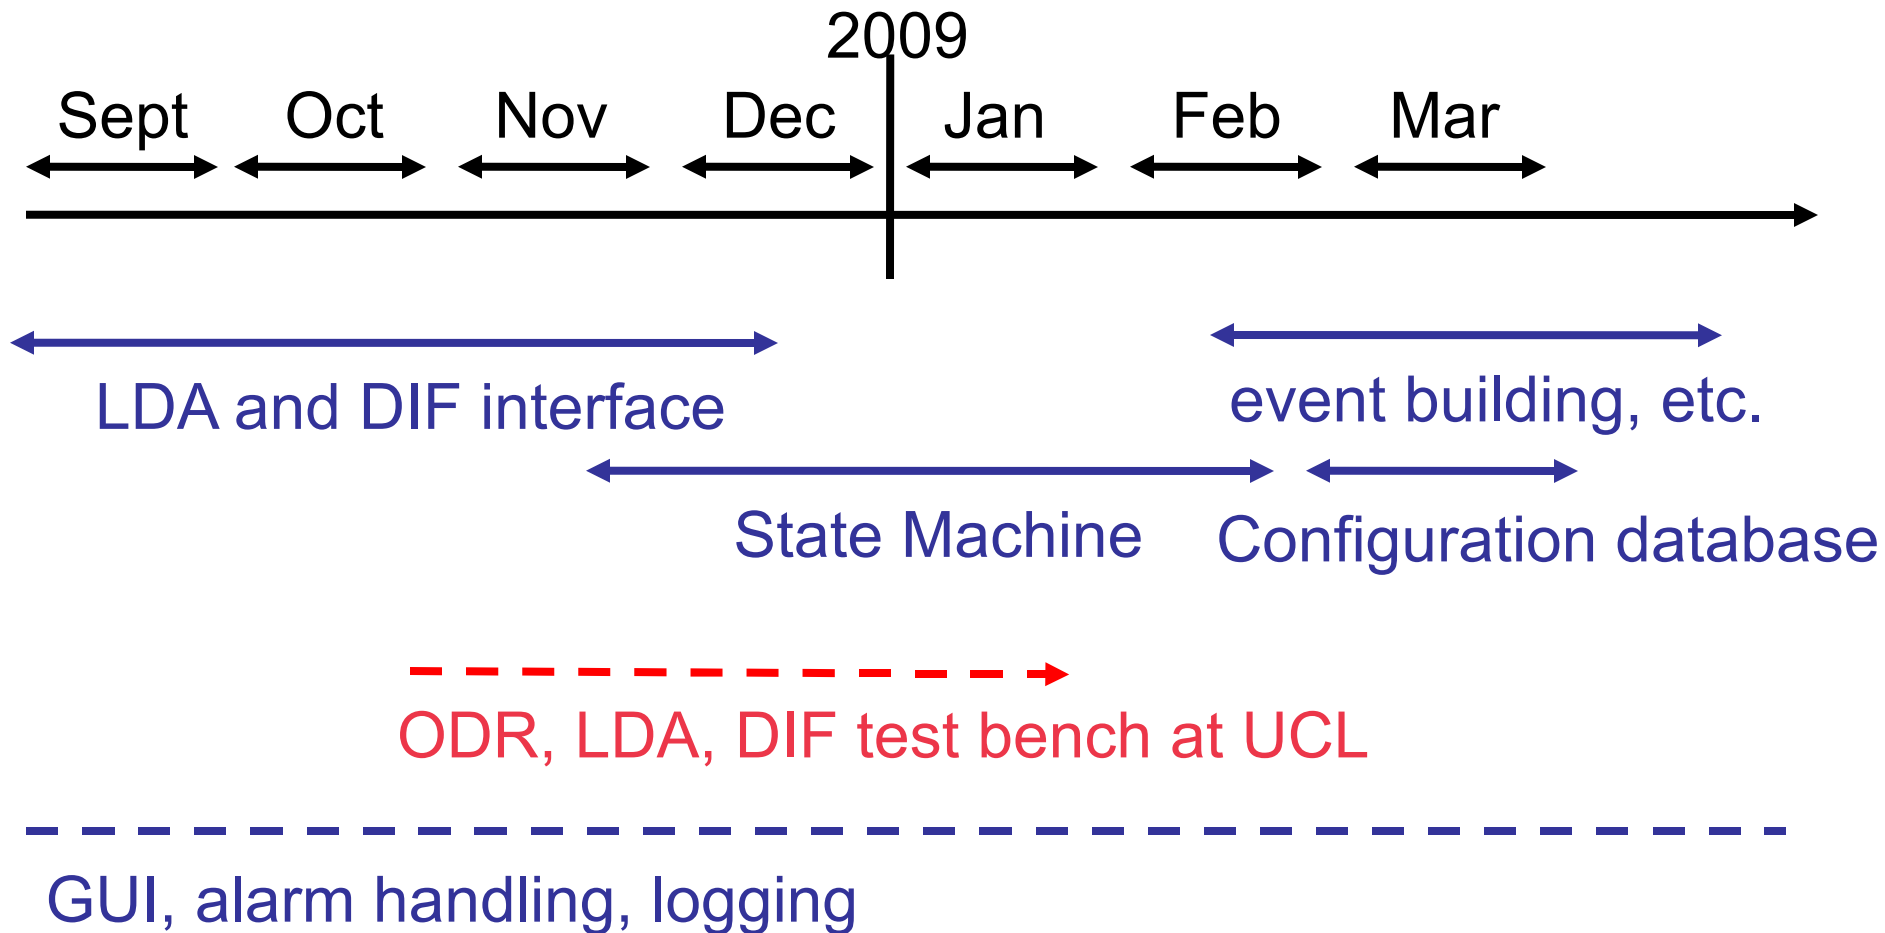 2009
Sept Oct Nov Dec Jan Feb Mar
LDA and DIF interface
event building, etc.
State Machine
Configuration database
ODR, LDA, DIF test bench at UCL
GUI, alarm handling, logging